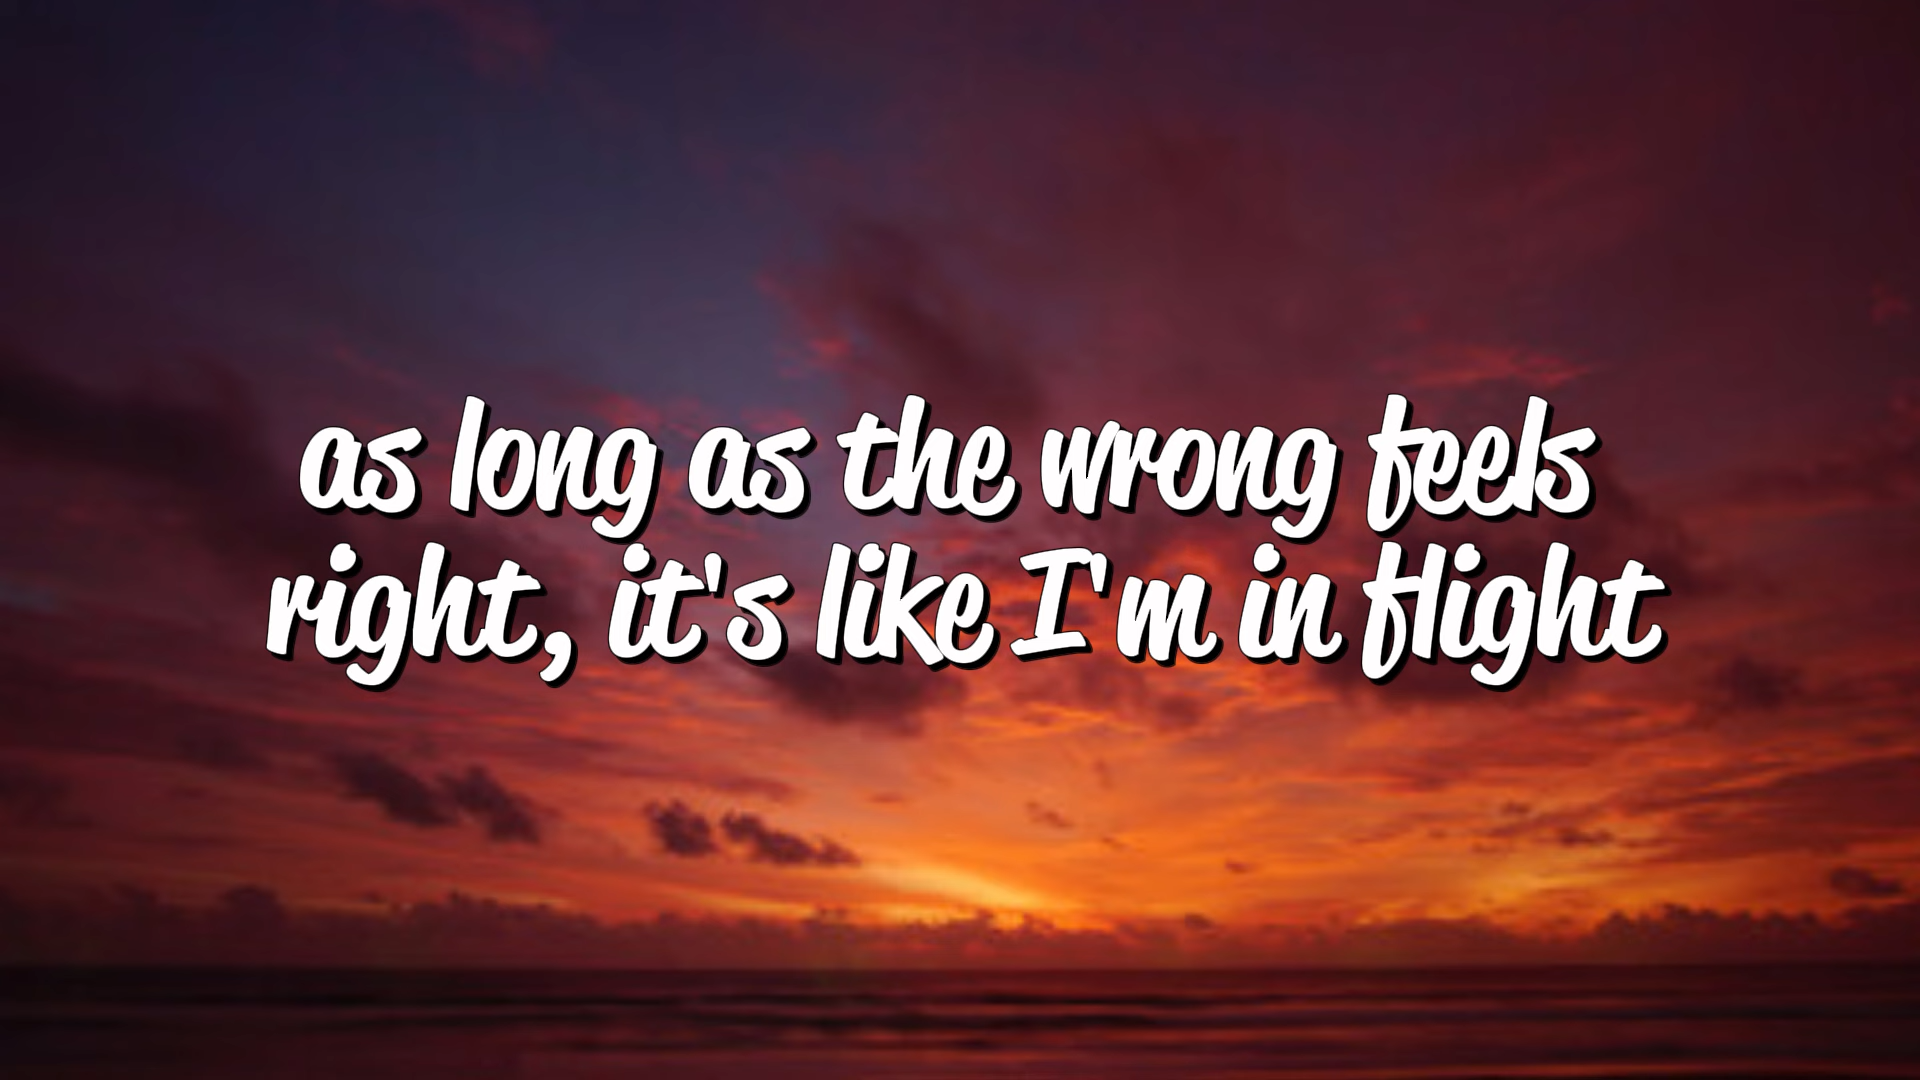 as long as the wrong feels
right, it's like I'm in flight